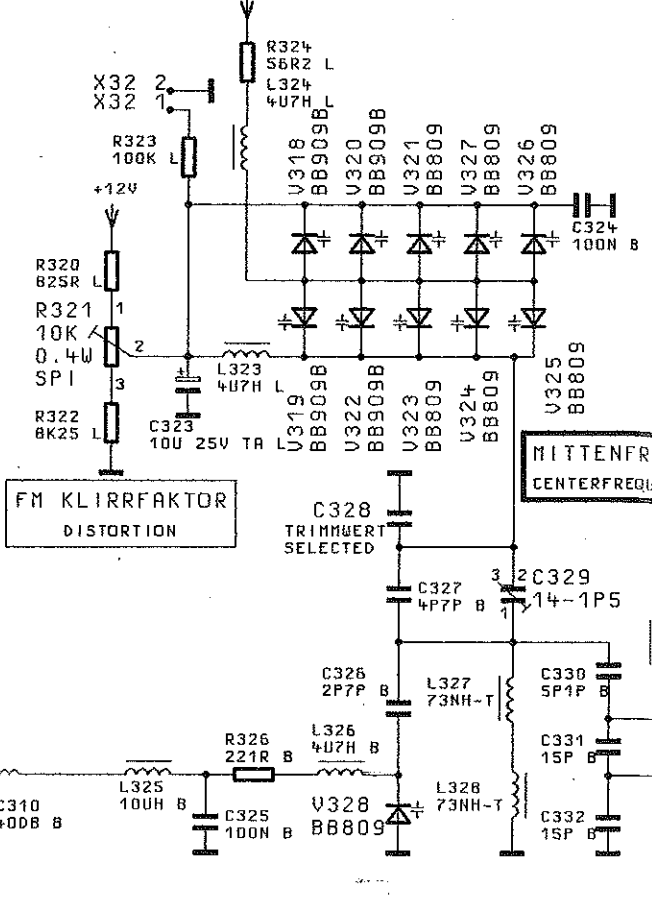 R324
56R2 L
L324
4U7H L
X32 2
X32 1
R323
100K L
+12V
V318
BB909B
V320
BB909B
V321
BB809
V327
BB809
V326
BB809
C324
100N B
R320
825R L
R321
10K
0.4W
SPI
1
2
3
R322
8K25 L
L323
4U7H L
+
C323
10U 25V TA L
V319
BB909B
V322
BB909B
V323
BB809
V324
BB809
V325
BB809
FM KLIRRFAKTOR
DISTORTION
MITTENFR
CENTERFREQU
C328
TRIMMWERT
SELECTED
C327
4P7P B
3 2
1
C329
14-1P5
C326
2P7P B
L327
73NH-T
C330
5P1P B
R326
221R B
L326
4U7H B
C331
15P B
L325
10UH B
C325
100N B
V328
BB809
L328
73NH-T
C332
15P B
C310
40DB B